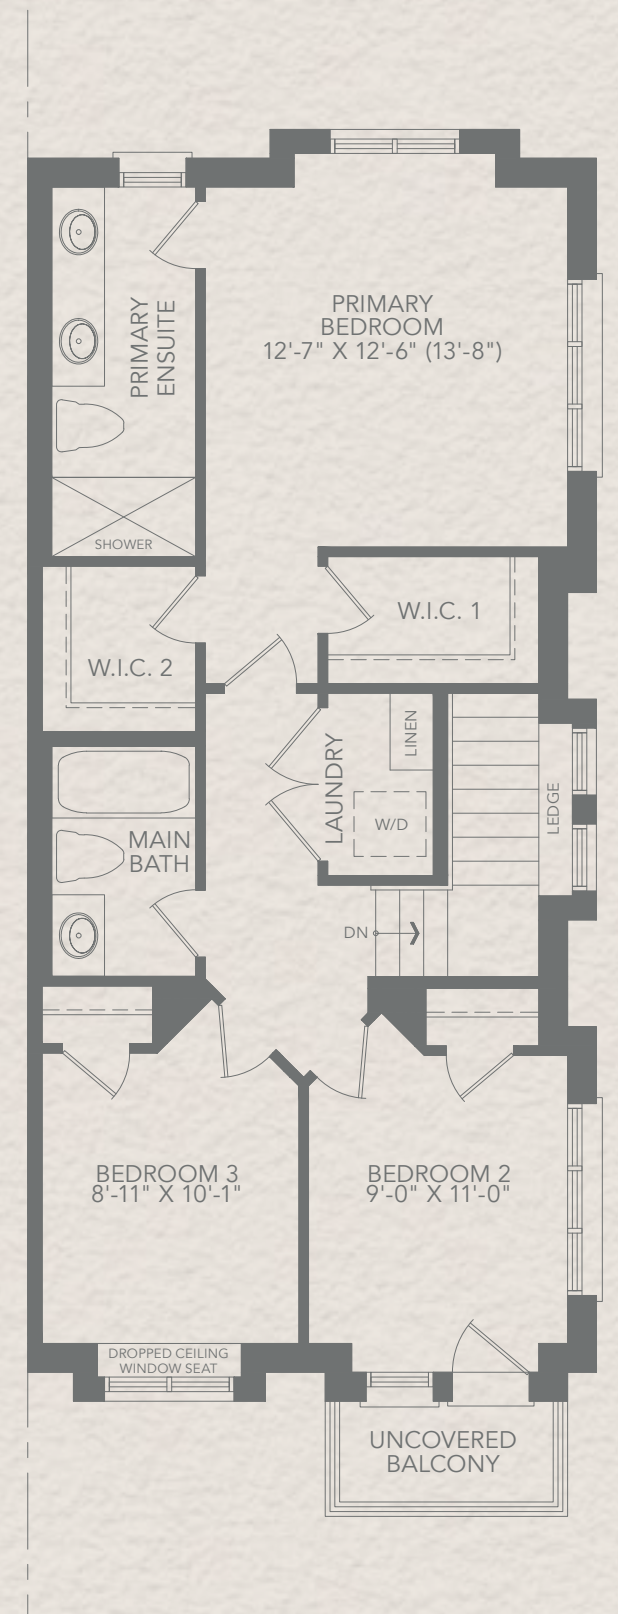 PRIMARY
ENSUITE
PRIMARY
BEDROOM
12'-7" X 12'-6" (13'-8")
SHOWER
W.I.C. 1
W.I.C. 2
LINEN
LAUNDRY
W/D
LEDGE
MAIN
BATH
DN
BEDROOM 3
8'-11" X 10'-1"
BEDROOM 2
9'-0" X 11'-0"
DROPPED CEILING
WINDOW SEAT
UNCOVERED
BALCONY